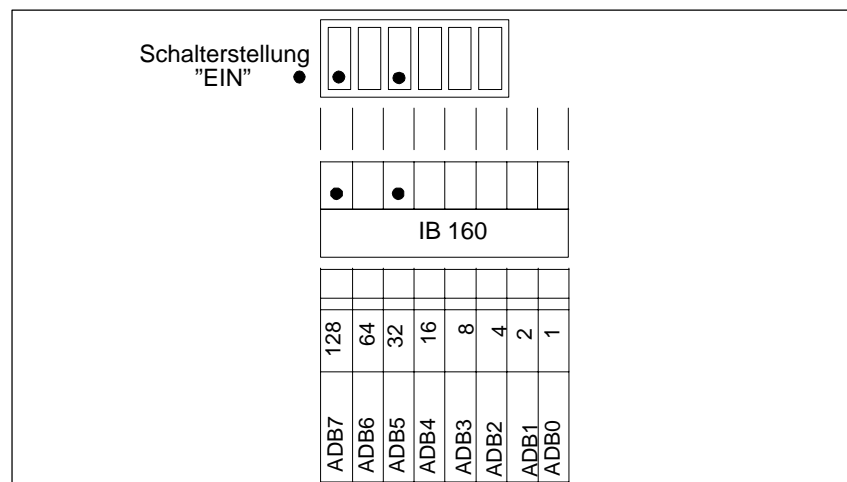 Schalterstellung
”EIN”
IB 160
128 64 32 16 8 4 2 1
ADB7 ADB6 ADB5 ADB4 ADB3 ADB2 ADB1 ADB0